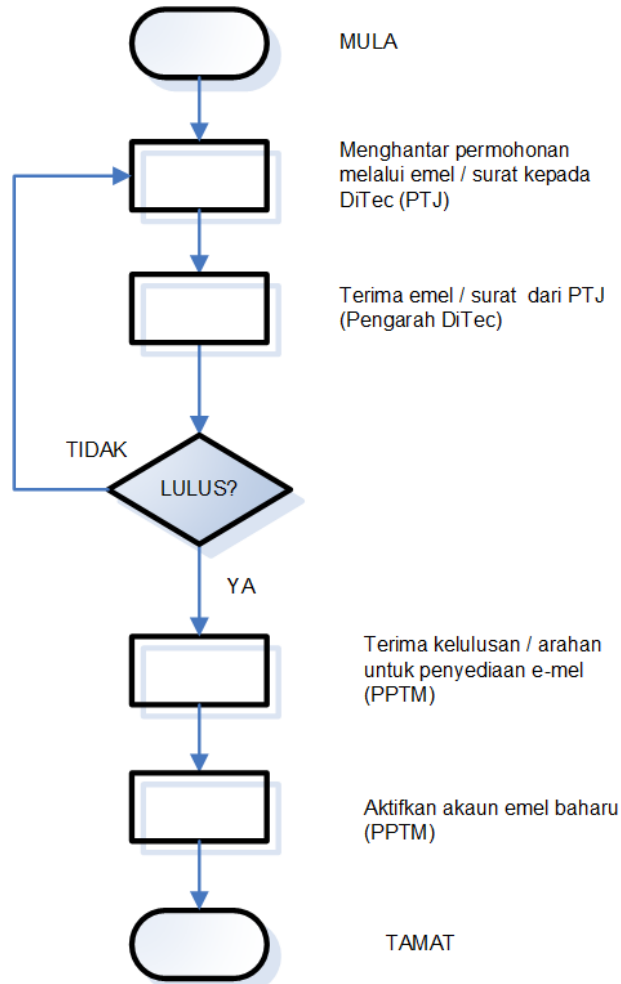 MULA
Menghantar permohonan
melalui emel / surat kepada
DiTec (PTJ)
Terima emel / surat  dari PTJ
(Pengarah DiTec)
TIDAK
LULUS?
YA
Terima kelulusan / arahan
untuk penyediaan e-mel
(PPTM)
Aktifkan akaun emel baharu
(PPTM)
TAMAT